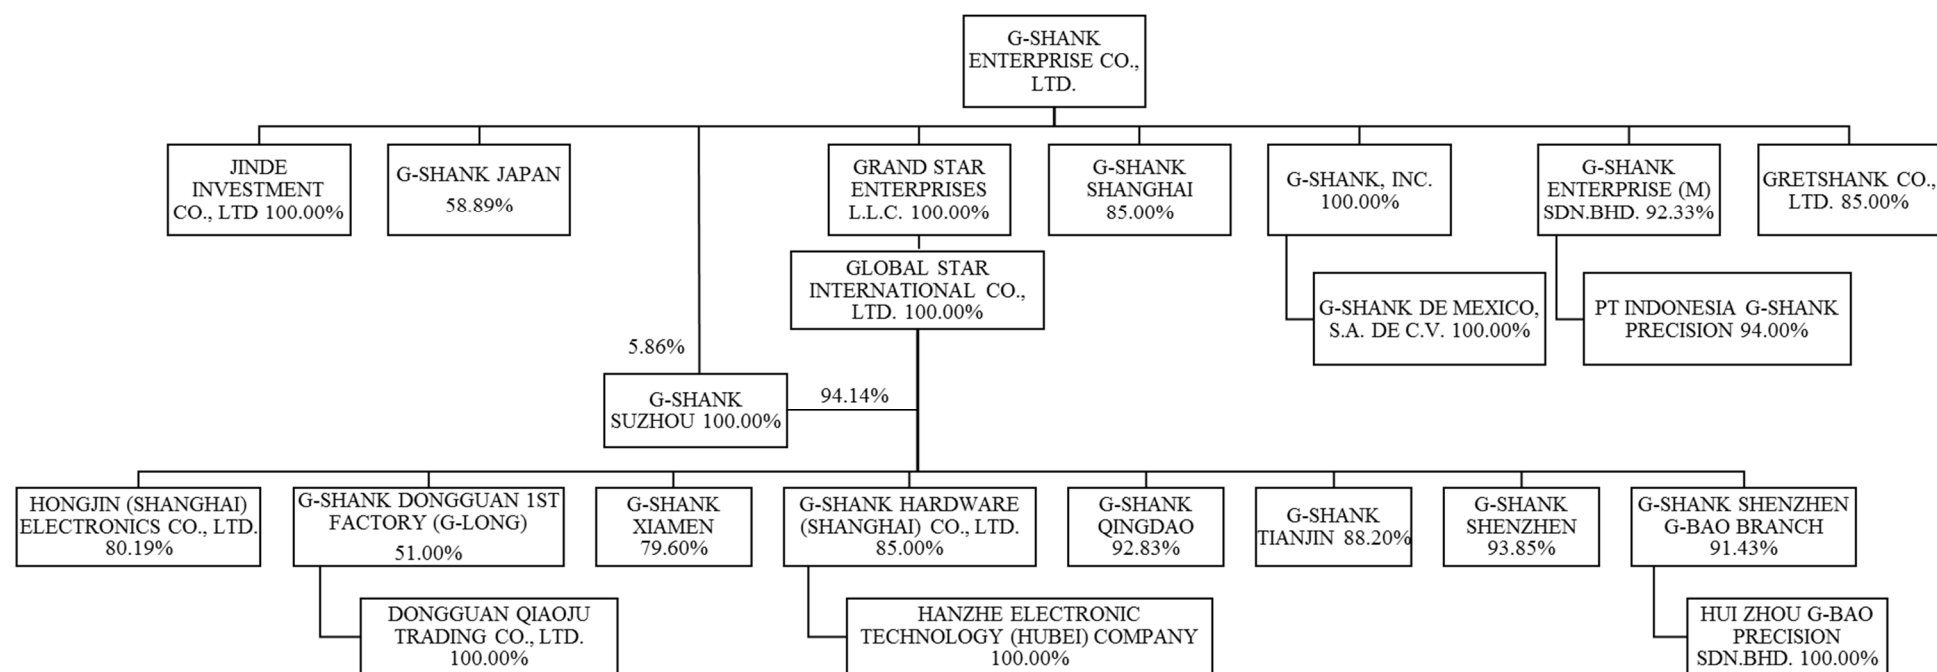 G-SHANK
ENTERPRISE CO.,
LTD.
JINDE
INVESTMENT
CO., LTD 100.00%
G-SHANK JAPAN
58.89%
GRAND STAR
ENTERPRISES
L.L.C. 100.00%
G-SHANK
SHANGHAI
85.00%
G-SHANK, INC.
100.00%
G-SHANK
ENTERPRISE (M)
SDN.BHD. 92.33%
GRETSHANK CO.,
LTD. 85.00%
GLOBAL STAR
INTERNATIONAL CO.,
LTD. 100.00%
G-SHANK DE MEXICO,
S.A. DE C.V. 100.00%
PT INDONESIA G-SHANK
PRECISION 94.00%
5.86%
G-SHANK
SUZHOU 100.00%
94.14%
HONGJIN (SHANGHAI)
ELECTRONICS CO., LTD.
80.19%
G-SHANK DONGGUAN 1ST
FACTORY (G-LONG)
51.00%
G-SHANK
XIAMEN
79.60%
G-SHANK HARDWARE
(SHANGHAI) CO., LTD.
85.00%
G-SHANK
QINGDAO
92.83%
G-SHANK
TIANJIN 88.20%
G-SHANK
SHENZHEN
93.85%
G-SHANK SHENZHEN
G-BAO BRANCH
91.43%
DONGGUAN QIAOJU
TRADING CO., LTD.
100.00%
HANZHE ELECTRONIC
TECHNOLOGY (HUBEI) COMPANY
100.00%
HUI ZHOU G-BAO
PRECISION
SDN.BHD. 100.00%